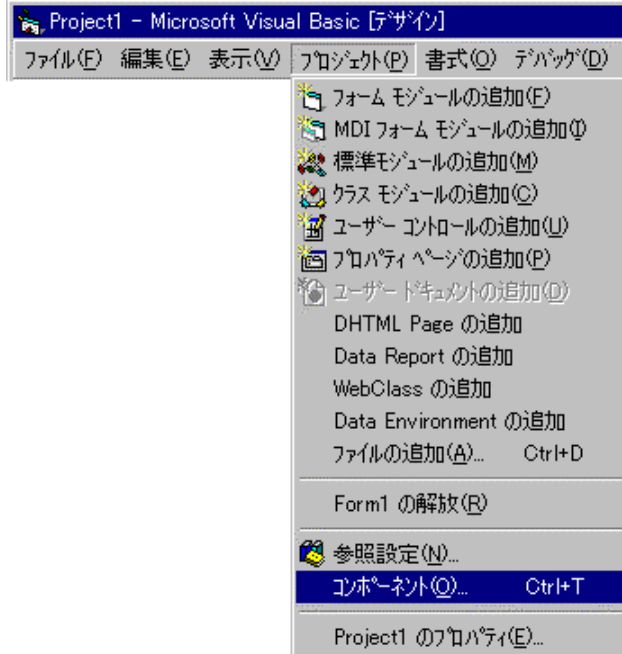 Project1 - Microsoft Visual Basic [ﾃﾞｻﾞｲﾝ]
ﾌｧｲﾙ(F) 編集(E) 表示(V) ﾌﾟﾛｼﾞｪｸﾄ(P) 書式(O) ﾃﾞﾊﾞｯｸﾞ(D)
ﾌｫｰﾑ ﾓｼﾞｭｰﾙの追加(F)
MDI ﾌｫｰﾑ ﾓｼﾞｭｰﾙの追加(I)
標準ﾓｼﾞｭｰﾙの追加(M)
ｸﾗｽ ﾓｼﾞｭｰﾙの追加(C)
ﾕｰｻﾞｰ ｺﾝﾄﾛｰﾙの追加(U)
ﾌﾟﾛﾊﾟﾃｨ ﾍﾟｰｼﾞの追加(P)
ﾕｰｻﾞｰ ﾄﾞｷｭﾒﾝﾄの追加(D)
DHTML Page の追加
Data Report の追加
WebClass の追加
Data Environment の追加
ﾌｧｲﾙの追加(A)... Ctrl+D
Form1 の解放(R)
参照設定(N)...
ｺﾝﾎﾟｰﾈﾝﾄ(O)... Ctrl+T
Project1 のﾌﾟﾛﾊﾟﾃｨ(E)...